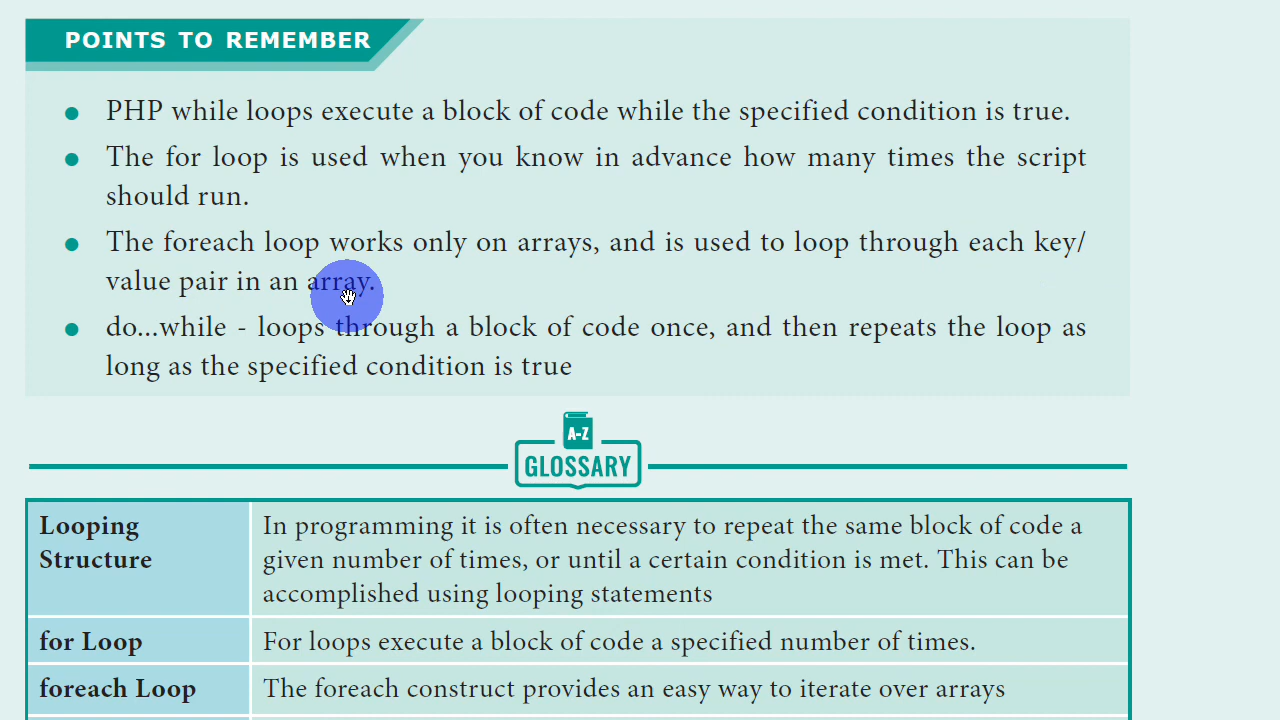 POINTS TO REMEMBER
PHP while loops execute a block of code while the specified condition is true.
The for loop is used when you know in advance how many times the script
should run.
The foreach loop works only on arrays, and is used to loop through each key/
value pair in an array.
do...while - loops through a block of code once, and then repeats the loop as
long as the specified condition is true
A-Z
GLOSSARY
Looping
Structure
In programming it is often necessary to repeat the same block of code a
given number of times, or until a certain condition is met. This can be
accomplished using looping statements
for Loop
For loops execute a block of code a specified number of times.
foreach Loop
The foreach construct provides an easy way to iterate over arrays